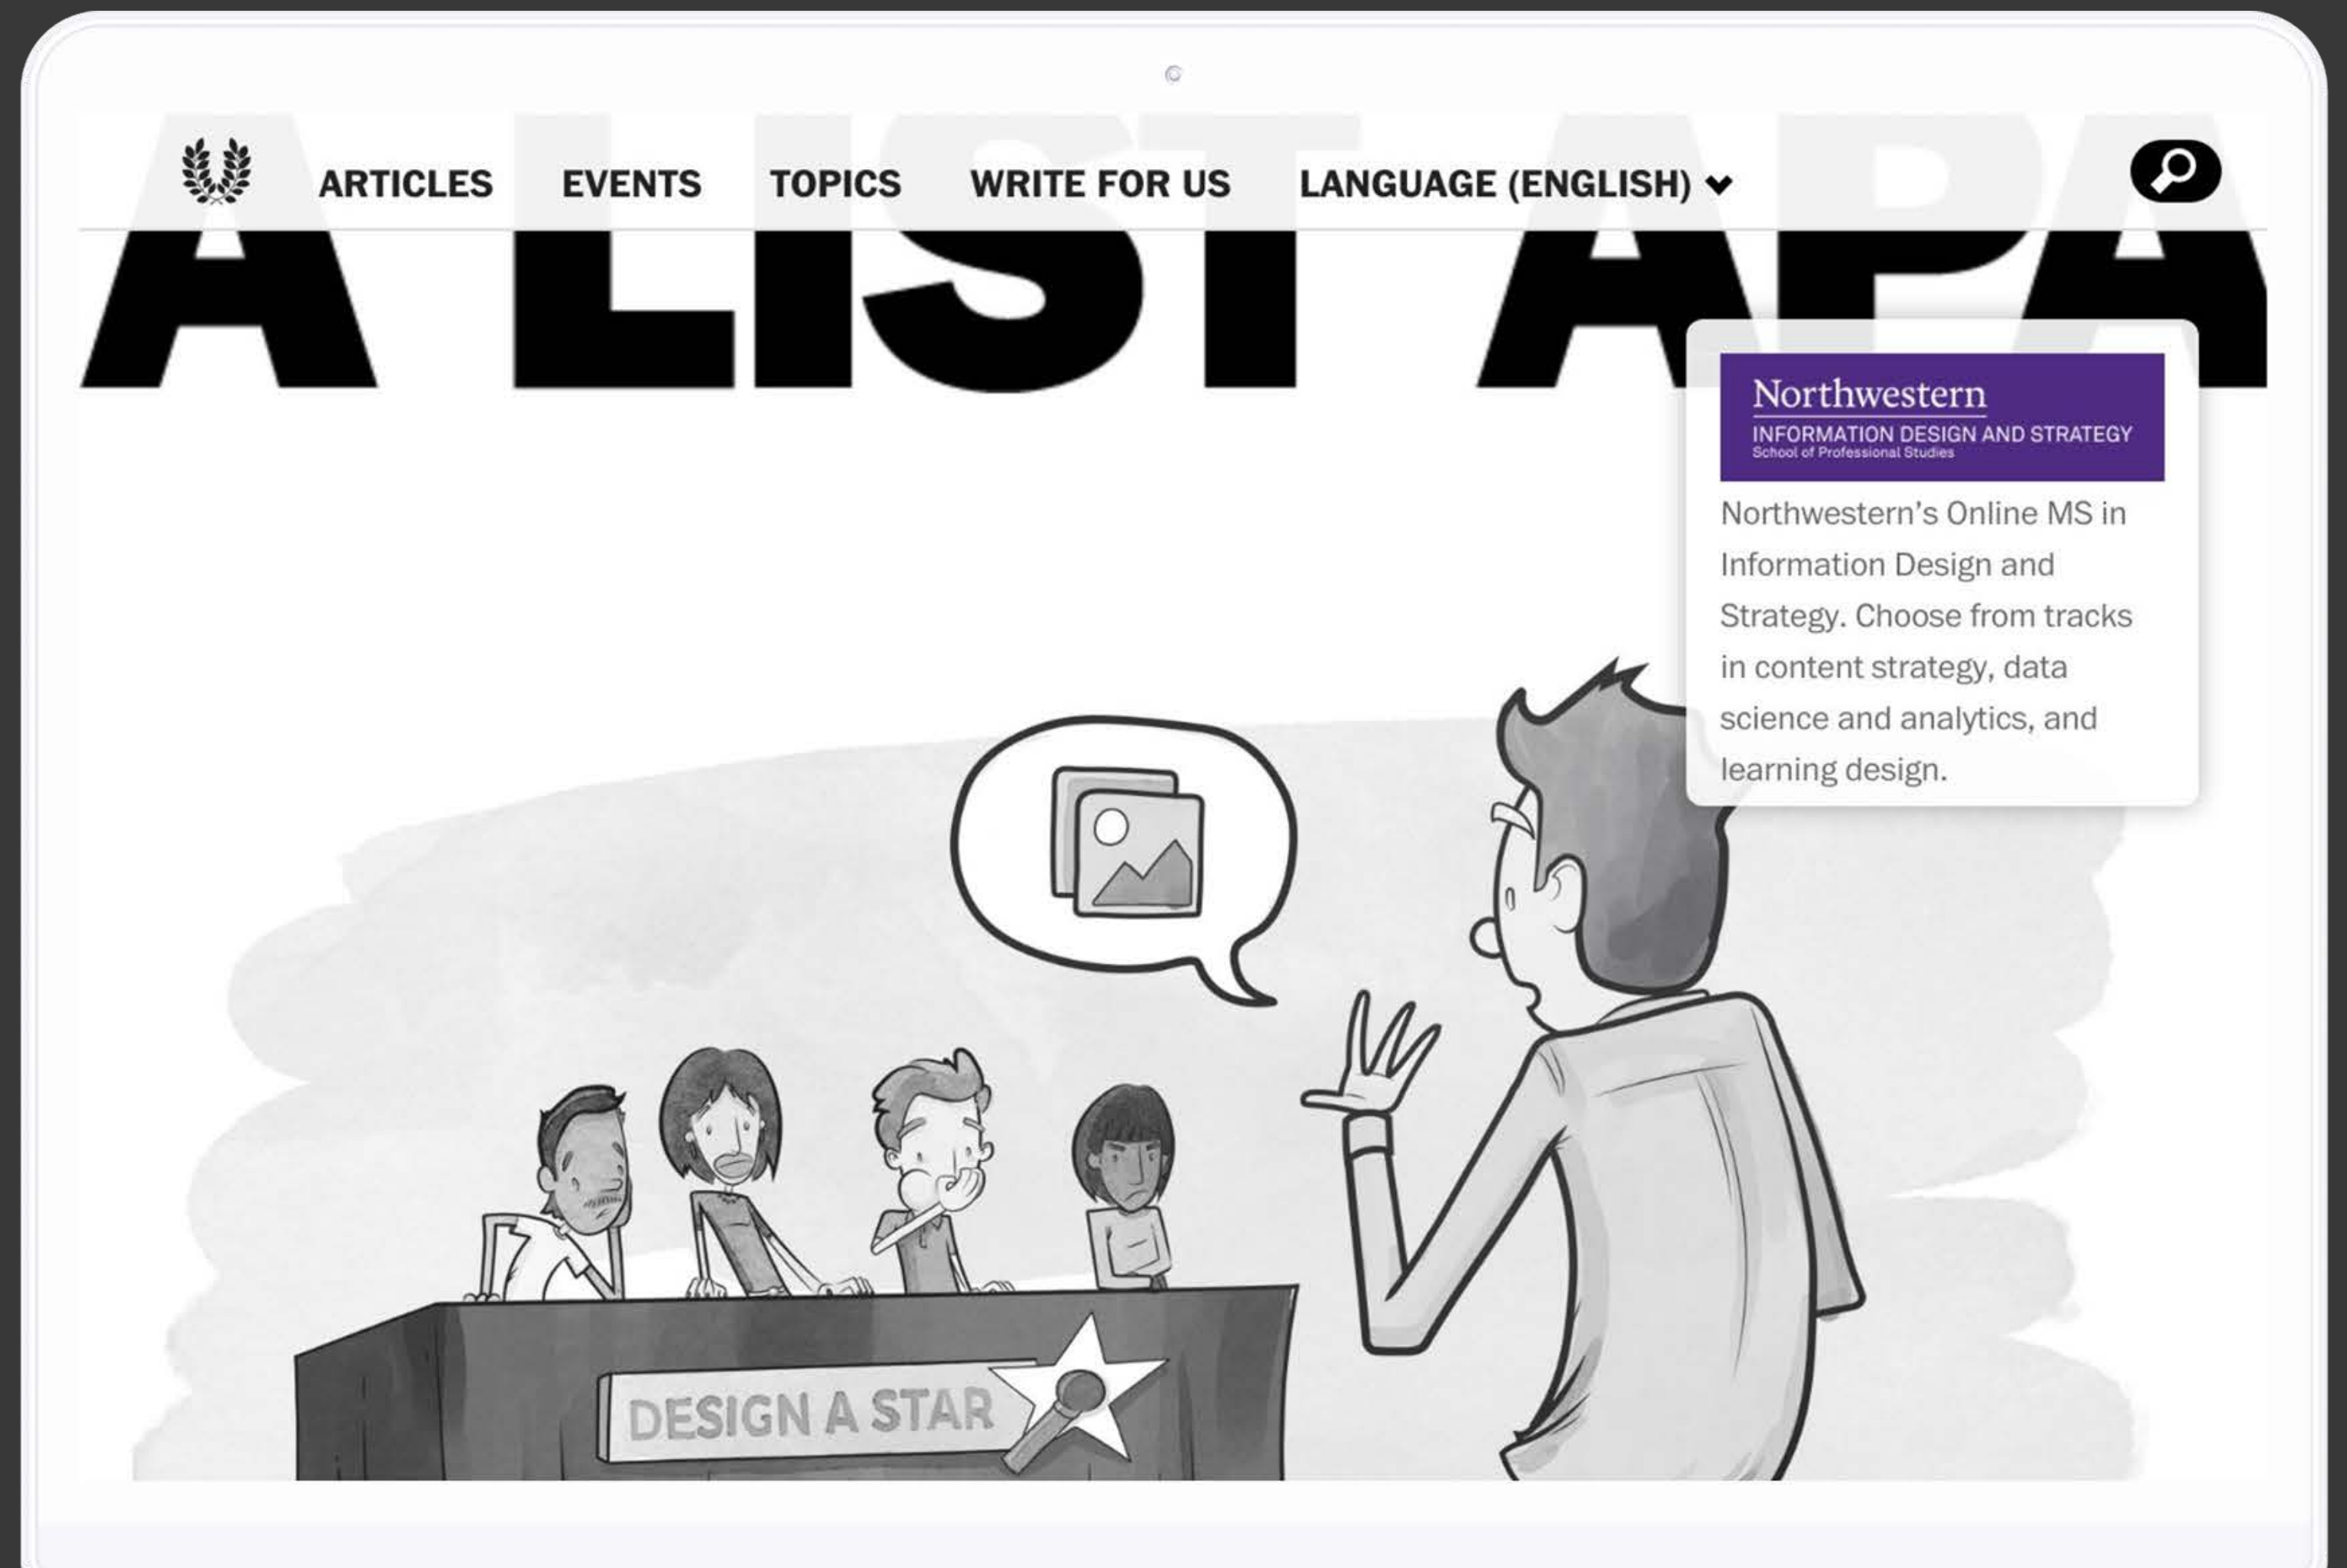 ARTICLES EVENTS TOPICS WRITE FOR US LANGUAGE (ENGLISH)
A LIST APA
Northwestern
INFORMATION DESIGN AND STRATEGY
School of Professional Studies
Northwestern’s Online MS in
Information Design and
Strategy. Choose from tracks
in content strategy, data
science and analytics, and
learning design.
DESIGN A STAR